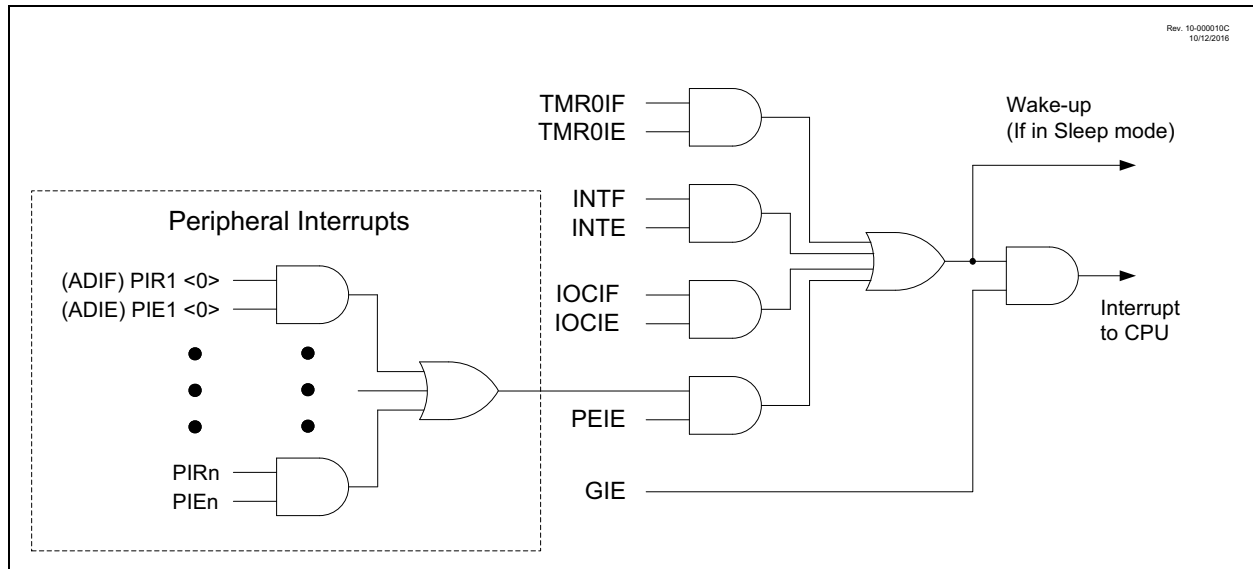 Rev. 10-000010C
10/12/2016
TMR0IF
TMR0IE
Wake-up
(If in Sleep mode)
INTF
INTE
Peripheral Interrupts
(ADIF) PIR1 <0>
(ADIE) PIE1 <0>
IOCIF
IOCIE
Interrupt
to CPU
PEIE
PIRn
PIEn
GIE